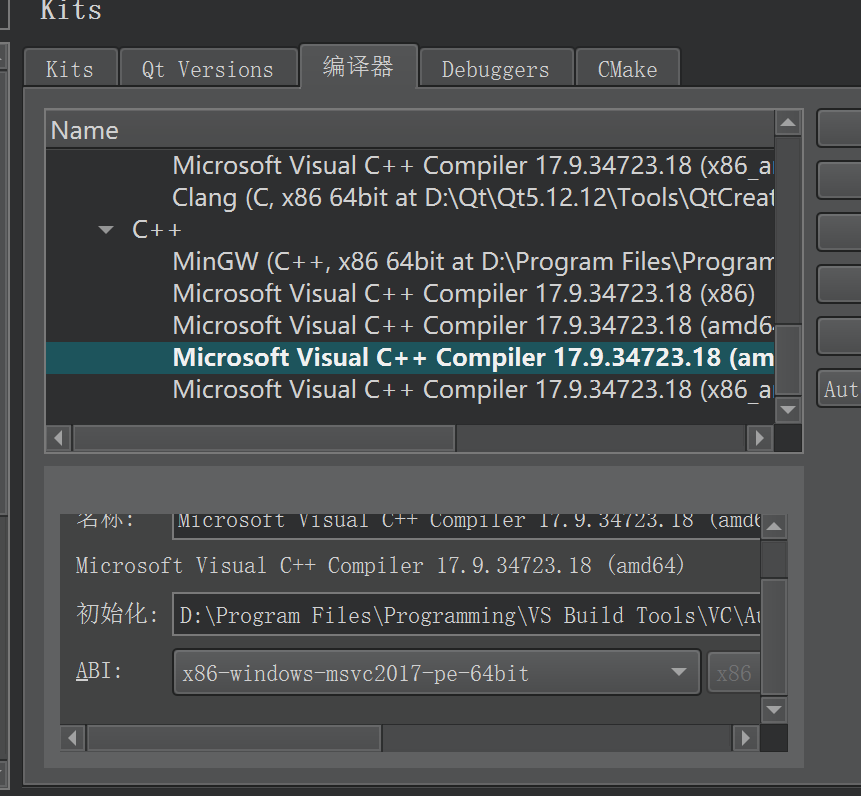 Kits
Kits Qt Versions 编译器 Debuggers CMake
Name
Microsoft Visual C++ Compiler 17.9.34723.18 (x86_a
Clang (C, x86 64bit at D:\Qt\Qt5.12.12\Tools\QtCreat
C++
MinGW (C++, x86 64bit at D:\Program Files\Program
Microsoft Visual C++ Compiler 17.9.34723.18 (x86)
Microsoft Visual C++ Compiler 17.9.34723.18 (amd64
Microsoft Visual C++ Compiler 17.9.34723.18 (am
Microsoft Visual C++ Compiler 17.9.34723.18 (x86_a
Aut
名称: Microsoft Visual C++ Compiler 17.9.34723.18 (amd6
Microsoft Visual C++ Compiler 17.9.34723.18 (amd64)
初始化: D:\Program Files\Programming\VS Build Tools\VC\Au
ABI: x86-windows-msvc2017-pe-64bit x86